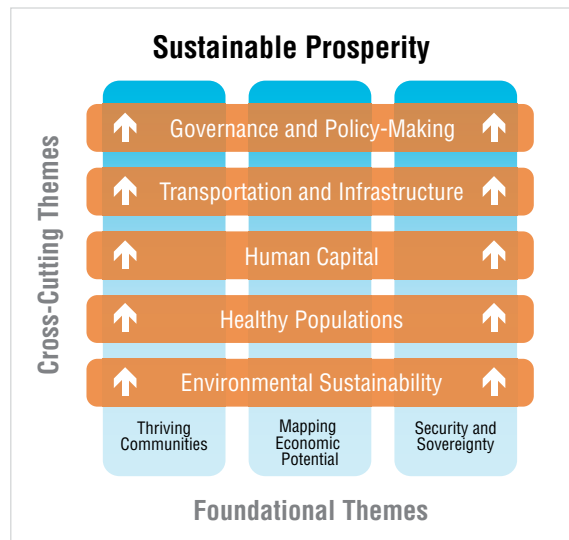 Sustainable Prosperity
Cross-Cutting Themes
Governance and Policy-Making
Transportation and Infrastructure
Human Capital
Healthy Populations
Environmental Sustainability
Thriving
Communities
Mapping
Economic
Potential
Security and
Sovereignty
Foundational Themes